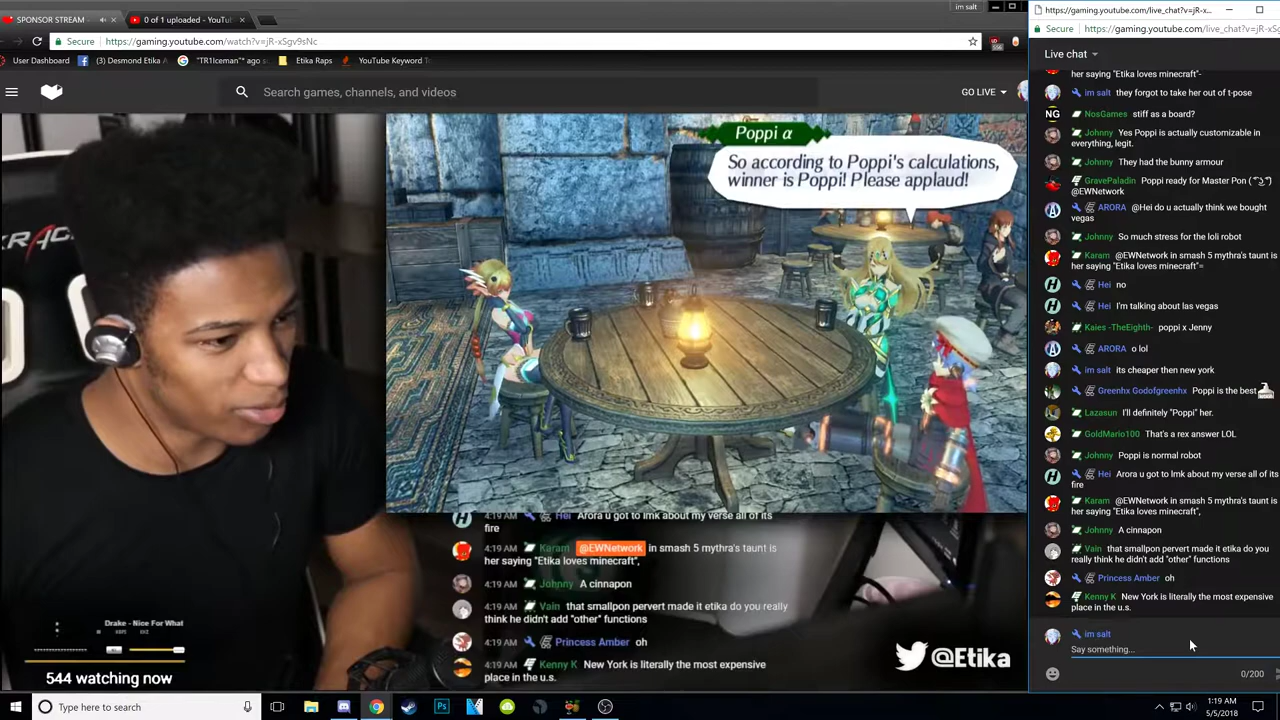 SPONSOR STREAM -
0 of 1 uploaded - YouTu
im salt
Secure
https://gaming.youtube.com/watch?v=jR-xSgv9sNc
User Dashboard
(3) Desmond Etika A
"TR1Iceman"* ago s
Etika Raps
YouTube Keyword To
Search games, channels, and videos
GO LIVE
Poppi α
So according to Poppi's calculations,
winner is Poppi! Please applaud!
4:19 AM Hei Arora u got to lmk about my verse all of its
fire
4:19 AM Karam @EWNetwork in smash 5 mythra's taunt is
her saying "Etika loves minecraft",
4:19 AM Johnny A cinnapon
4:19 AM Vain that smallpon pervert made it etika do you really
think he didn't add "other" functions
4:19 AM Princess Amber oh
4:19 AM Kenny K New York is literally the most expensive
place in the u.s.
Drake - Nice For What
544 watching now
@Etika
https://gaming.youtube.com/live_chat?v=jR-x...
Secure
https://gaming.youtube.com/live_chat?v=jR-xSg
Live chat
her saying "Etika loves minecraft"-
im salt they forgot to take her out of t-pose
NG NosGames stiff as a board?
Johnny Yes Poppi is actually customizable in
everything, legit.
Johnny They had the bunny armour
GravePaladin Poppi ready for Master Pon ( ͡° ͜ʖ ͡°)
@EWNetwork
ARORA @Hei do u actually think we bought
vegas
Johnny So much stress for the loli robot
Karam @EWNetwork in smash 5 mythra's taunt is
her saying "Etika loves minecraft"=
Hei no
Hei I'm talking about las vegas
Kaies -TheEighth- poppi x Jenny
ARORA o lol
im salt its cheaper then new york
Greenhx Godofgreenhx Poppi is the best
Lazasun I'll definitely "Poppi" her.
GoldMario100 That's a rex answer LOL
Johnny Poppi is normal robot
Hei Arora u got to lmk about my verse all of its
fire
Karam @EWNetwork in smash 5 mythra's taunt is
her saying "Etika loves minecraft",
Johnny A cinnapon
Vain that smallpon pervert made it etika do you
really think he didn't add "other" functions
Princess Amber oh
Kenny K New York is literally the most expensive
place in the u.s.
im salt
Say something...
0/200
Type here to search
1:19 AM
5/5/2018